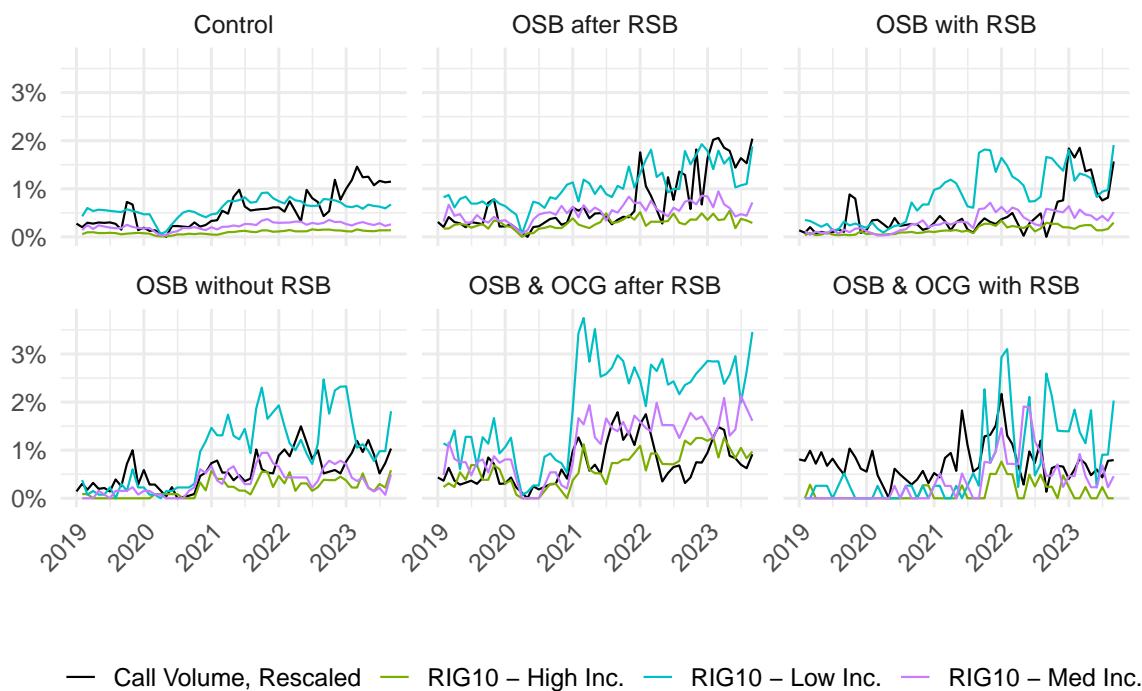 Control OSB after RSB OSB with RSB
3%
2%
1%
0%
OSB without RSB OSB & OCG after RSB OSB & OCG with RSB
3%
2%
1%
0%
2019 2020 2021 2022 2023 2019 2020 2021 2022 2023 2019 2020 2021 2022 2023
Call Volume, Rescaled RIG10 − High Inc. RIG10 − Low Inc. RIG10 − Med Inc.